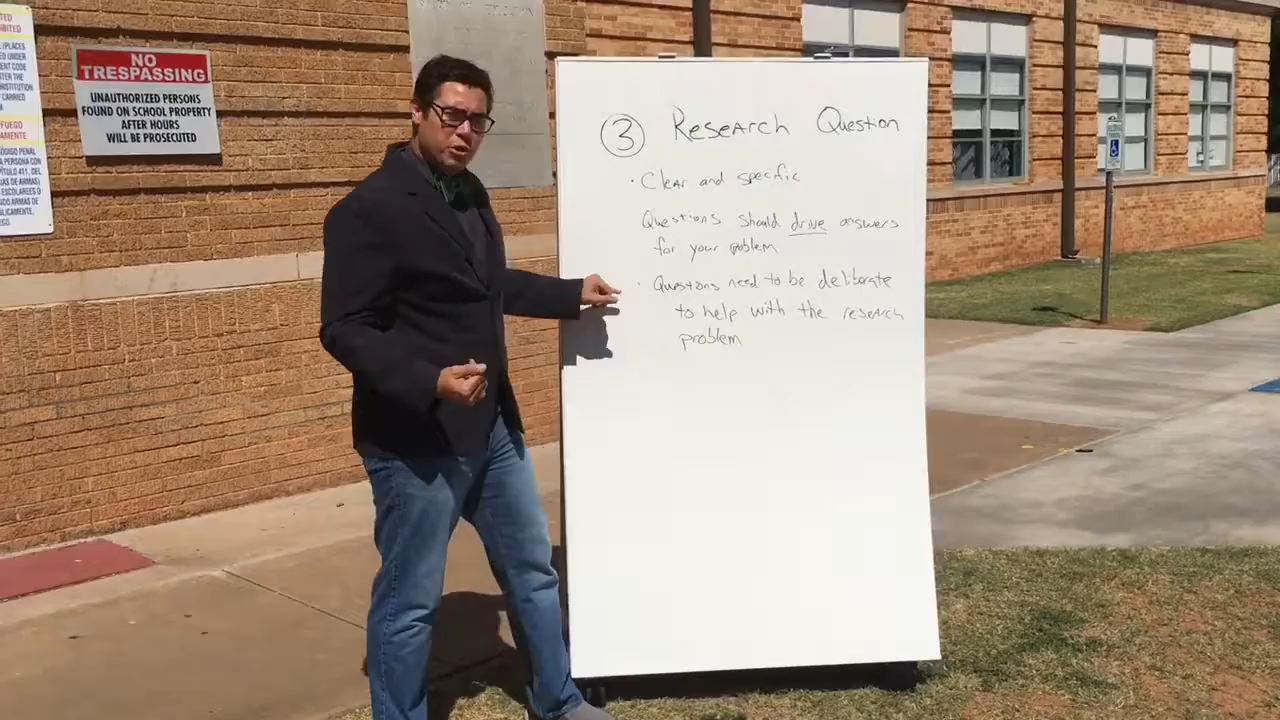 NO
TRESPASSING
UNAUTHORIZED PERSONS
FOUND ON SCHOOL PROPERTY
AFTER HOURS
WILL BE PROSECUTED
3 Research Question
· Clear and specific
Questions should drive answers
for your problem
· Questions need to be deliberate
to help with the research
problem